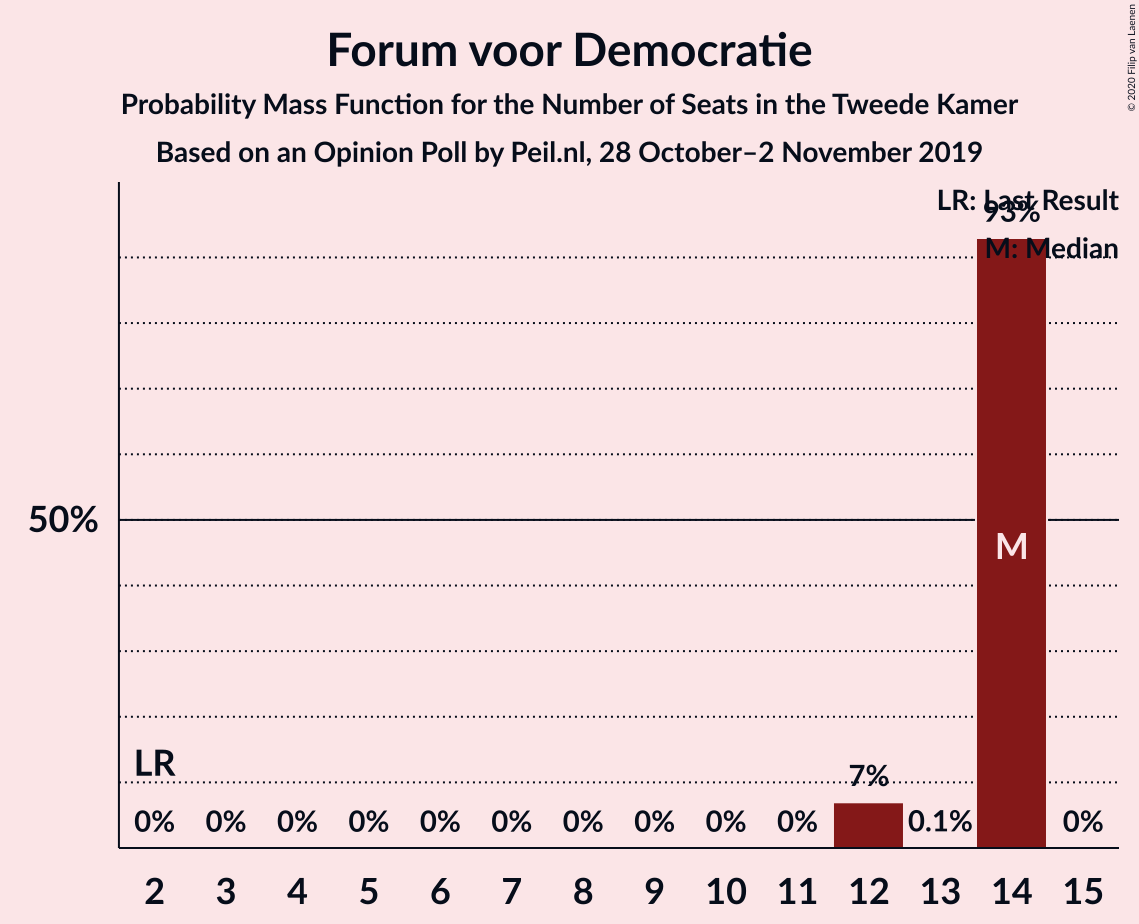 Forum voor Democratie
Probability Mass Function for the Number of Seats in the Tweede Kamer
Based on an Opinion Poll by Peil.nl, 28 October–2 November 2019
© 2020 Filip van Laenen
LR: Last Result
93%
M: Median
50%
M
LR
7%
0% 0% 0% 0% 0% 0% 0% 0% 0% 0% 0.1% 0%
2 3 4 5 6 7 8 9 10 11 12 13 14 15